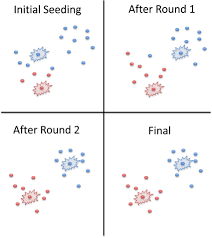 Initial Seeding
After Round 1
After Round 2
Final